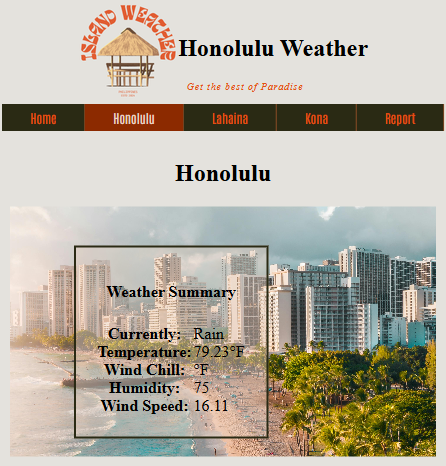 ISLAND WEATHER
Honolulu Weather
Get the best of Paradise
Home Honolulu Lahaina Kona Report
Honolulu
Weather Summary
Currently: Rain
Temperature: 79.23°F
Wind Chill: °F
Humidity: 75
Wind Speed: 16.11